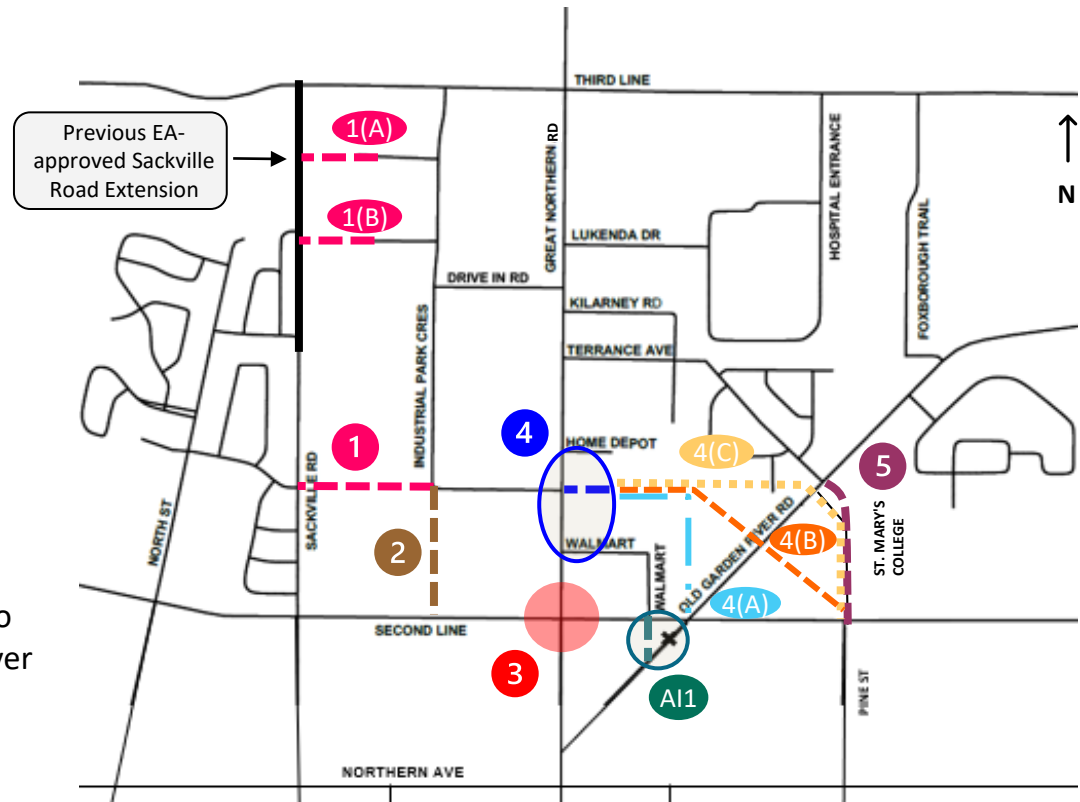 THIRD LINE
Previous EA-
approved Sackville
Road Extension
1(A)
1(B)
GREAT NORTHERN RD
HOSPITAL ENTRANCE
N
FOXBOROUGH TRAIL
LUKENDA DR
DRIVE IN RD
KILARNEY RD
TERRANCE AVE
INDUSTRIAL PARK CRES
HOME DEPOT
4
1
4(C)
5
SACKVILLE RD
NORTH ST
2
WALMART
WALMART
OLD GARDEN RIVER RD
4(B)
ST. MARY'S
COLLEGE
4(A)
SECOND LINE
o
ver
3
AI1
PINE ST
NORTHERN AVE